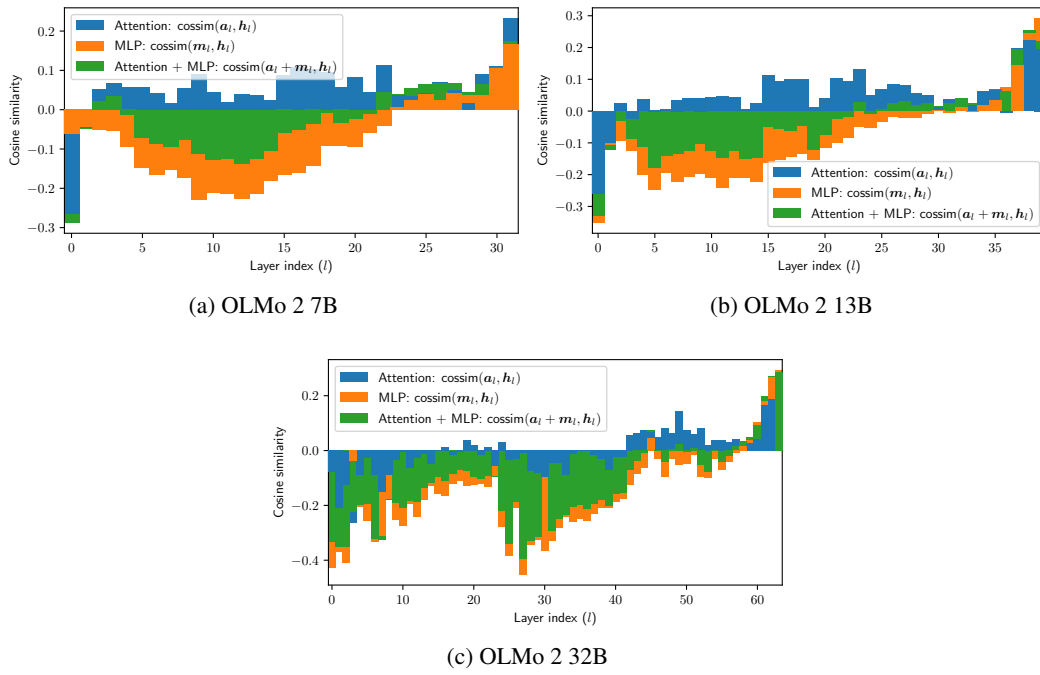 0.2
0.1
0.0
−0.1
−0.2
−0.3
Cosine similarity
Attention: cossim(a_l, h_l)
MLP: cossim(m_l, h_l)
Attention + MLP: cossim(a_l + m_l, h_l)
0 5 10 15 20 25 30
Layer index (l)
(a) OLMo 2 7B
0.3
0.2
0.1
0.0
−0.1
−0.2
−0.3
Cosine similarity
Attention: cossim(a_l, h_l)
MLP: cossim(m_l, h_l)
Attention + MLP: cossim(a_l + m_l, h_l)
0 5 10 15 20 25 30 35
Layer index (l)
(b) OLMo 2 13B
0.2
0.0
−0.2
−0.4
Cosine similarity
Attention: cossim(a_l, h_l)
MLP: cossim(m_l, h_l)
Attention + MLP: cossim(a_l + m_l, h_l)
0 10 20 30 40 50 60
Layer index (l)
(c) OLMo 2 32B